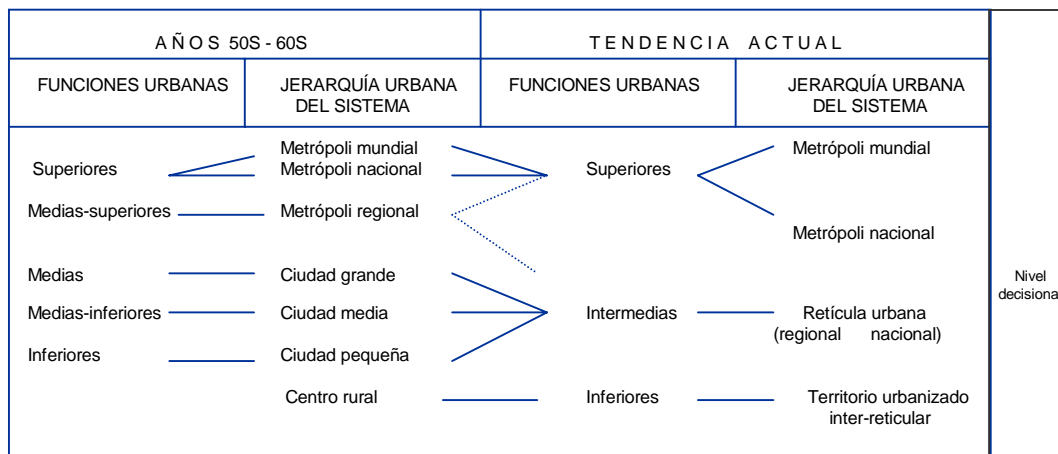 AÑOS 50S - 60S
TENDENCIA ACTUAL
FUNCIONES URBANAS
JERARQUÍA URBANA
DEL SISTEMA
FUNCIONES URBANAS
JERARQUÍA URBANA
DEL SISTEMA
Superiores
Metrópoli mundial
Metrópoli nacional
Superiores
Metrópoli mundial
Medias-superiores
Metrópoli regional
Metrópoli nacional
Medias
Ciudad grande
Nivel
decisional
Medias-inferiores
Ciudad media
Intermedias
Retícula urbana
(regional nacional)
Inferiores
Ciudad pequeña
Centro rural
Inferiores
Territorio urbanizado
inter-reticular